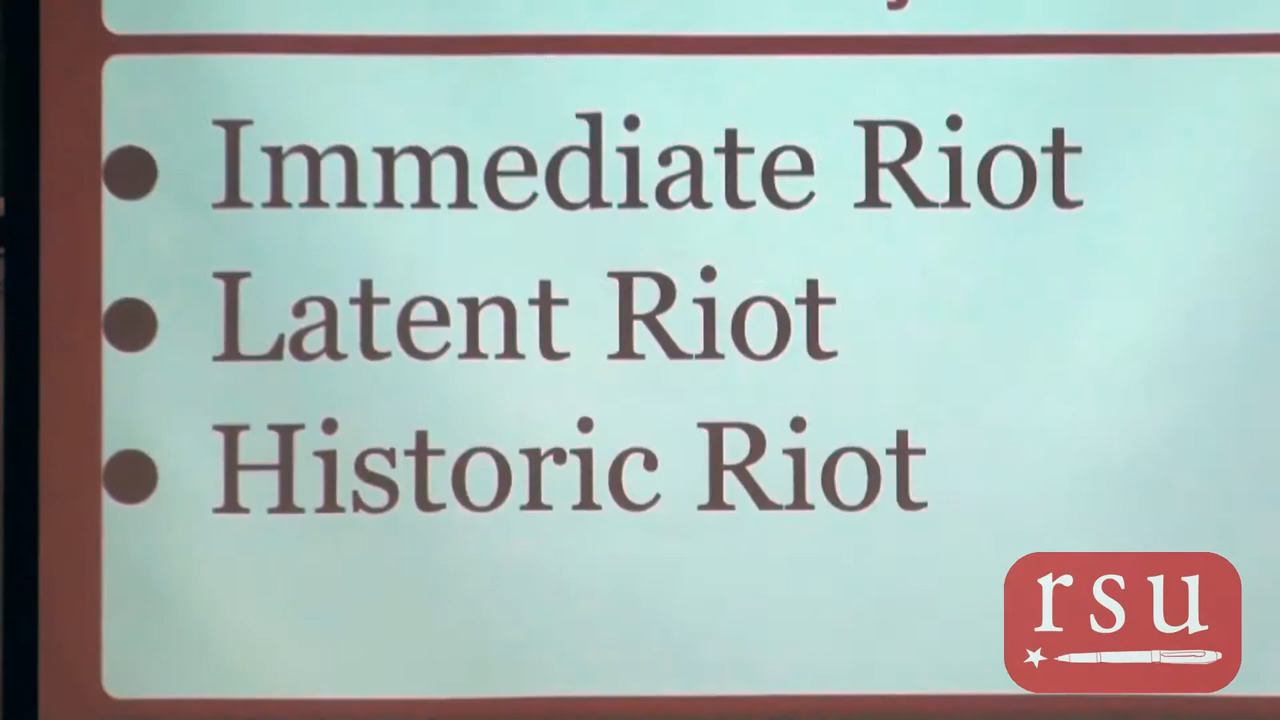 • Immediate Riot
• Latent Riot
• Historic Riot
rsu